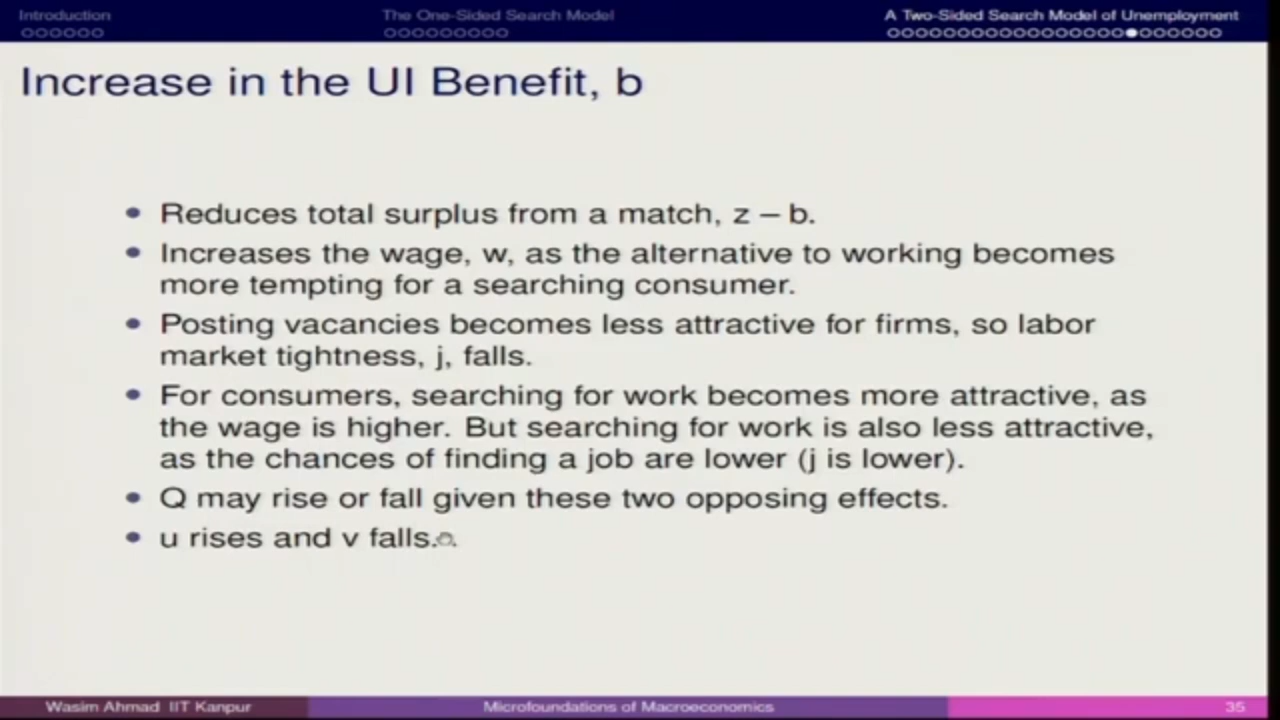 Introduction
The One-Sided Search Model
A Two-Sided Search Model of Unemployment
Increase in the UI Benefit, b
• Reduces total surplus from a match, z – b.
• Increases the wage, w, as the alternative to working becomes
more tempting for a searching consumer.
• Posting vacancies becomes less attractive for firms, so labor
market tightness, j, falls.
• For consumers, searching for work becomes more attractive, as
the wage is higher. But searching for work is also less attractive,
as the chances of finding a job are lower (j is lower).
• Q may rise or fall given these two opposing effects.
• u rises and v falls.
Wasim Ahmad IIT Kanpur
Microfoundations of Macroeconomics
35